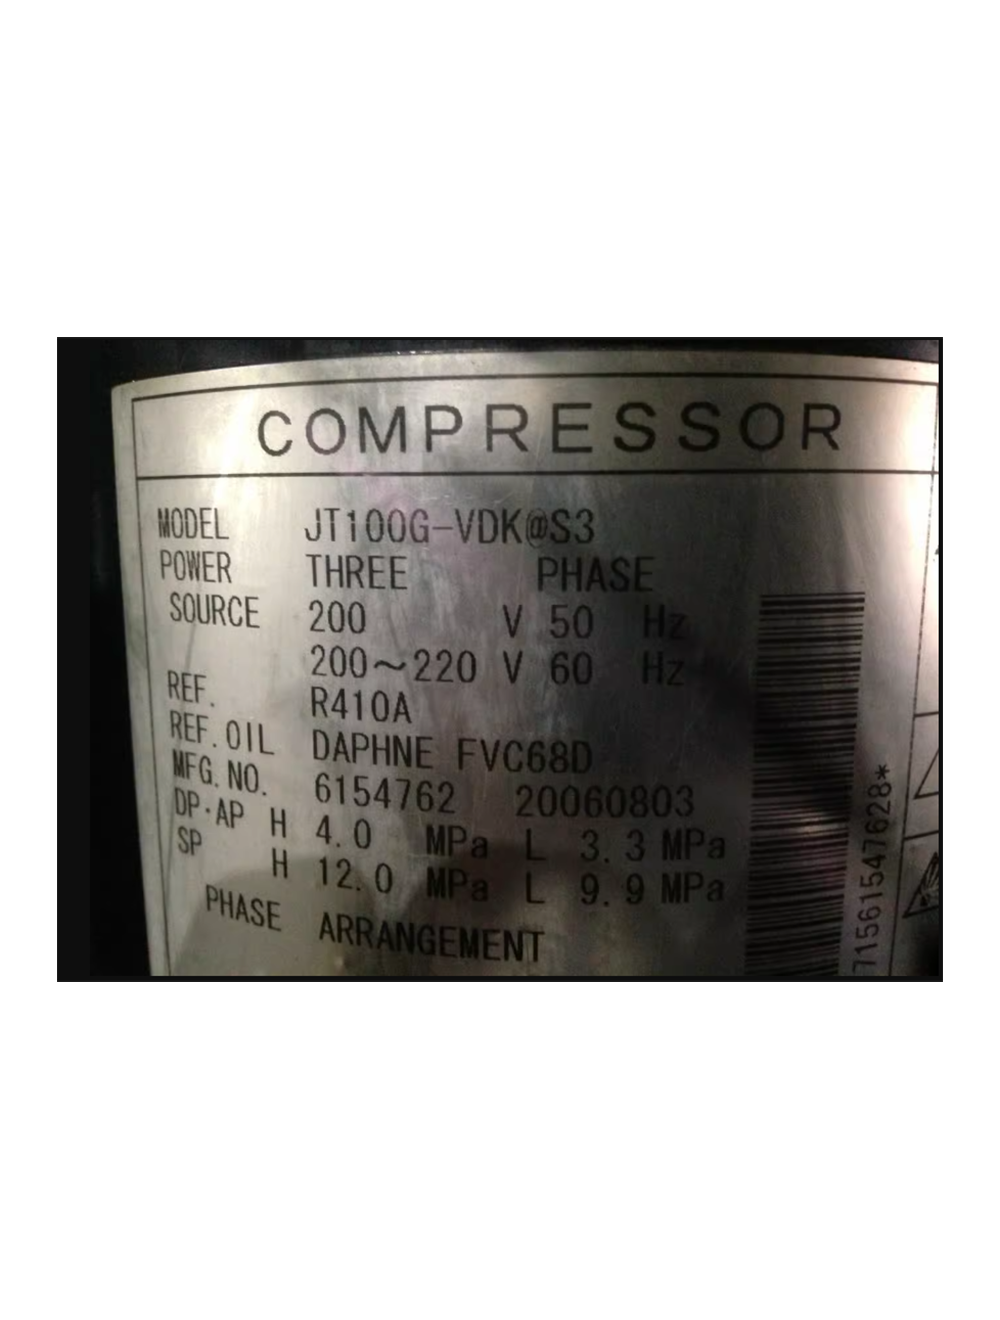 COMPRESSOR
MODEL JT100G-VDK@S3
POWER THREE PHASE
SOURCE 200 V 50 Hz
200~220 V 60 Hz
REF. R410A
REF.OIL DAPHNE FVC68D
MFG.NO. 6154762 20060803
DP·AP H 4.0 MPa L 3.3 MPa
SP H 12.0 MPa L 9.9 MPa
PHASE ARRANGEMENT
71561547628*